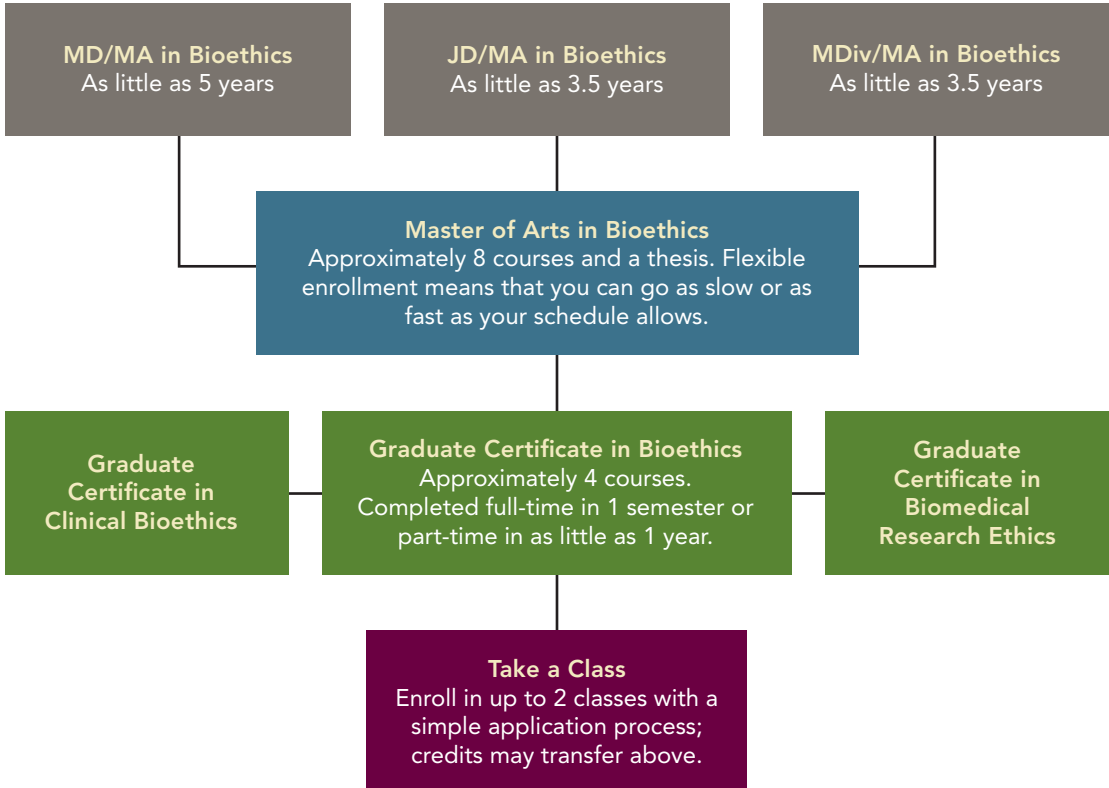 MD/MA in Bioethics
As little as 5 years
JD/MA in Bioethics
As little as 3.5 years
MDiv/MA in Bioethics
As little as 3.5 years
Master of Arts in Bioethics
Approximately 8 courses and a thesis. Flexible
enrollment means that you can go as slow or as
fast as your schedule allows.
Graduate
Certificate in
Clinical Bioethics
Graduate Certificate in Bioethics
Approximately 4 courses.
Completed full-time in 1 semester or
part-time in as little as 1 year.
Graduate
Certificate in
Biomedical
Research Ethics
Take a Class
Enroll in up to 2 classes with a
simple application process;
credits may transfer above.